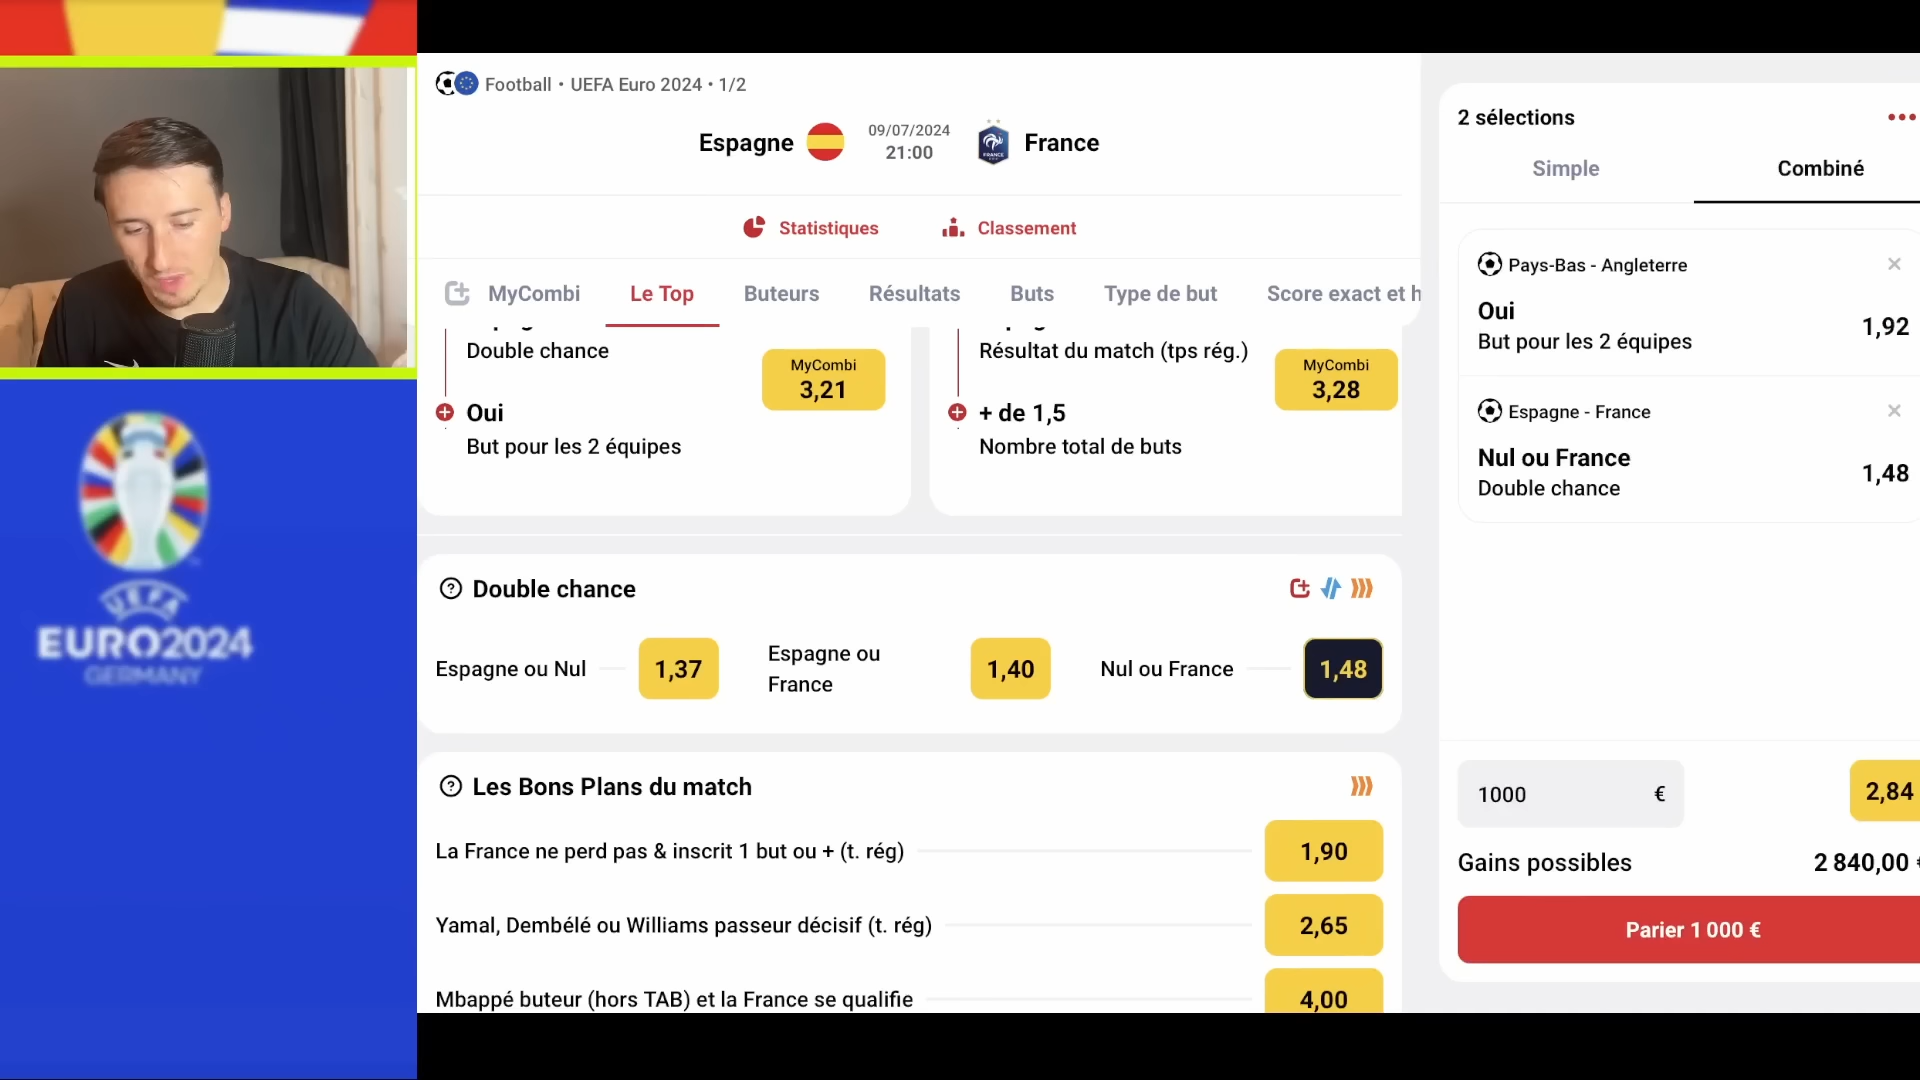 UEFA
EURO2024
GERMANY
Football • UEFA Euro 2024 • 1/2
Espagne
09/07/2024
21:00
FRANCE
France
Statistiques
Classement
MyCombi
Le Top
Buteurs
Résultats
Buts
Type de but
Score exact et h
Double chance
MyCombi
3,21
Oui
But pour les 2 équipes
Résultat du match (tps rég.)
MyCombi
3,28
+ de 1,5
Nombre total de buts
Double chance
Espagne ou Nul
1,37
Espagne ou
France
1,40
Nul ou France
1,48
Les Bons Plans du match
La France ne perd pas & inscrit 1 but ou + (t. rég)
1,90
Yamal, Dembélé ou Williams passeur décisif (t. rég)
2,65
Mbappé buteur (hors TAB) et la France se qualifie
4,00
2 sélections
Simple
Combiné
Pays-Bas - Angleterre
Oui
1,92
But pour les 2 équipes
Espagne - France
Nul ou France
1,48
Double chance
1000
€
2,84
Gains possibles
2 840,00 €
Parier 1 000 €